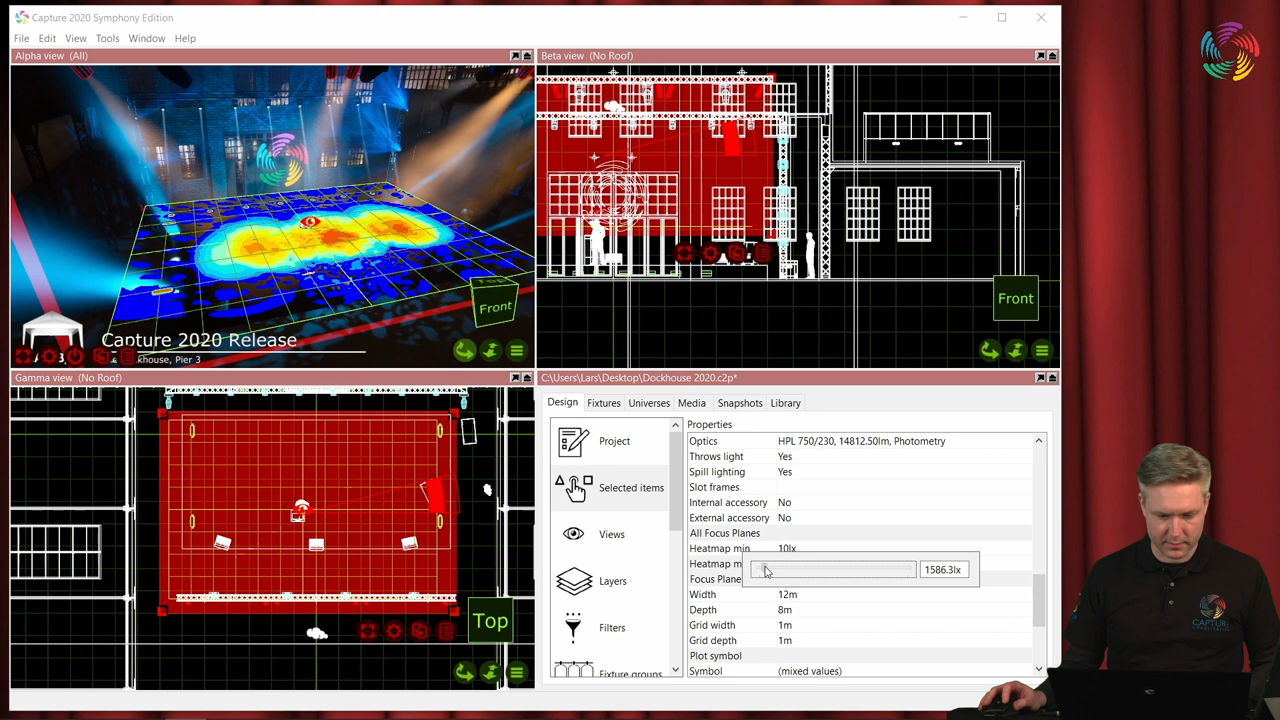 Capture 2020 Symphony Edition
File Edit View Tools Window Help
Alpha view (All)
Front
Capture 2020 Release
khouse, Pier 3
Beta view (No Roof)
Front
Gamma view (No Roof)
Top
C:\Users\Lars\Desktop\Dockhouse 2020.c2p*
Design Fixtures Universes Media Snapshots Library
Project
Selected items
Views
Layers
Filters
Fixture groups
Properties
Optics HPL 750/230, 14812.50lm, Photometry
Throws light Yes
Spill lighting Yes
Slot frames
Internal accessory No
External accessory No
All Focus Planes
Heatmap min 10lx
Heatmap m
1586.3lx
Focus Plane
Width 12m
Depth 8m
Grid width 1m
Grid depth 1m
Plot symbol
Symbol (mixed values)